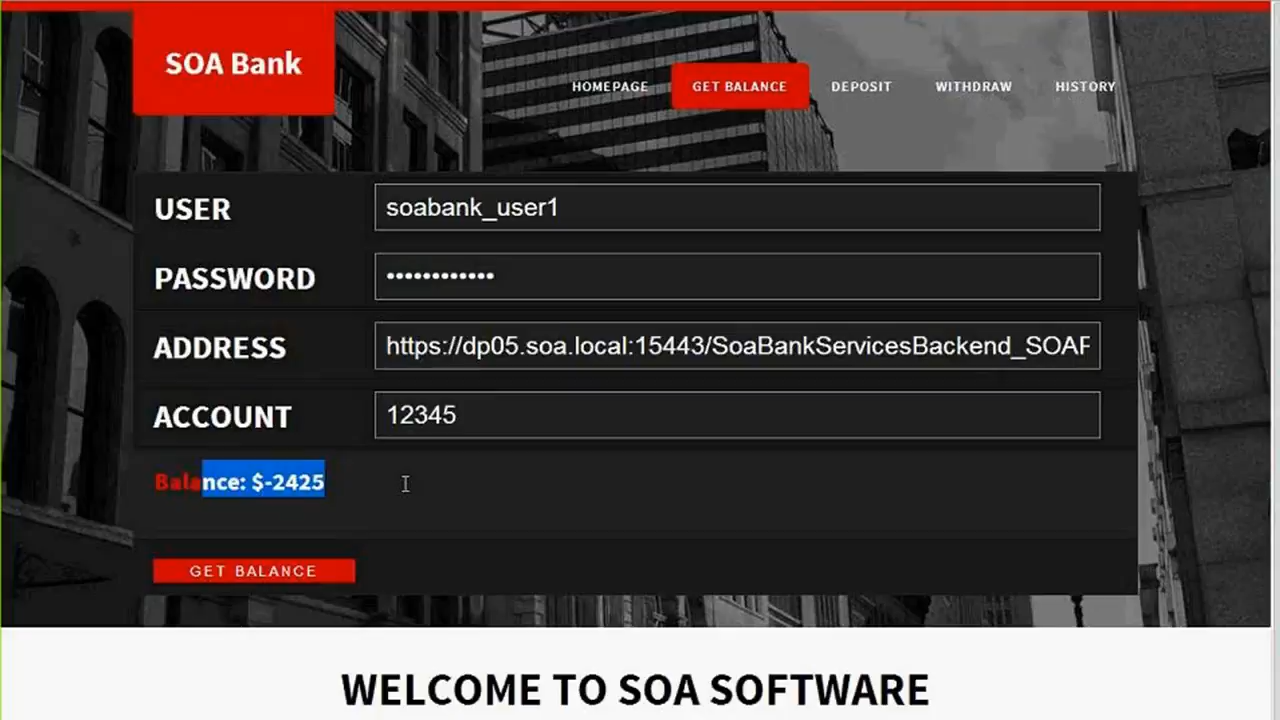 SOA Bank
HOMEPAGE GET BALANCE DEPOSIT WITHDRAW HISTORY
USER soabank_user1
PASSWORD ••••••••••••
ADDRESS https://dp05.soa.local:15443/SoaBankServicesBackend_SOAP
ACCOUNT 12345
Balance: $-2425
GET BALANCE
WELCOME TO SOA SOFTWARE